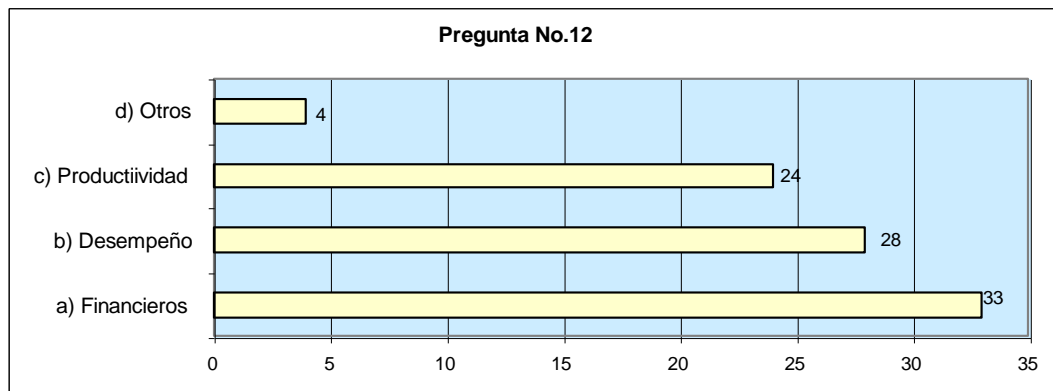 Pregunta No.12
d) Otros
4
c) Productiividad
24
b) Desempeño
28
a) Financieros
33
0 5 10 15 20 25 30 35